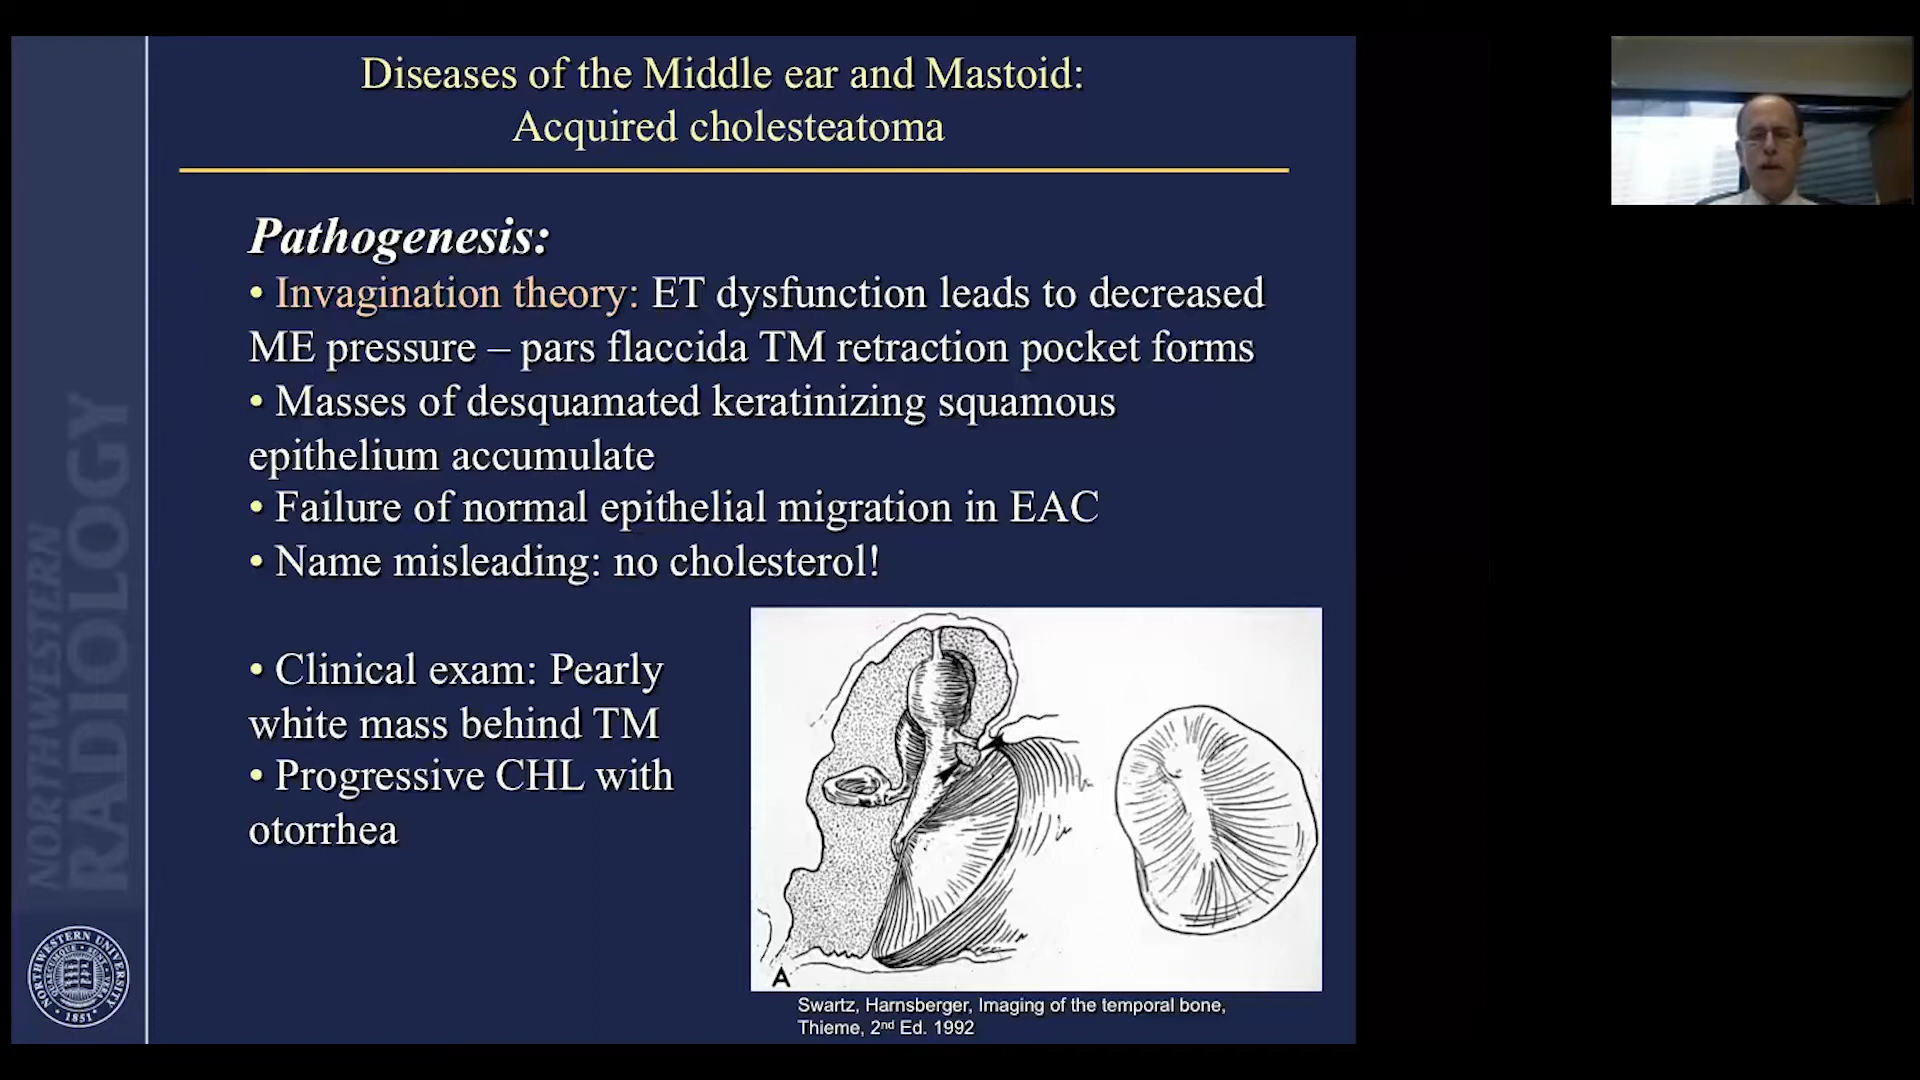 Diseases of the Middle ear and Mastoid:
Acquired cholesteatoma
Pathogenesis:
• Invagination theory: ET dysfunction leads to decreased
ME pressure – pars flaccida TM retraction pocket forms
• Masses of desquamated keratinizing squamous
epithelium accumulate
• Failure of normal epithelial migration in EAC
• Name misleading: no cholesterol!
• Clinical exam: Pearly
white mass behind TM
• Progressive CHL with
otorrhea
A
Swartz, Harnsberger, Imaging of the temporal bone,
Thieme, 2nd Ed. 1992
NORTHWESTERN
RADIOLOGY
NORTHWESTERN UNIVERSITY
• 1851 •